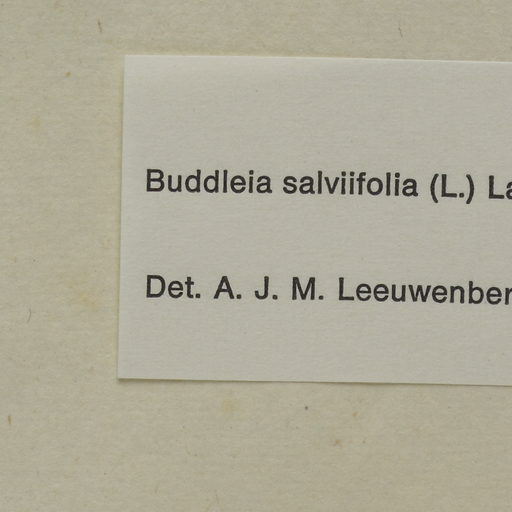 Buddleia salviifolia (L.) La
Det. A. J. M. Leeuwenber